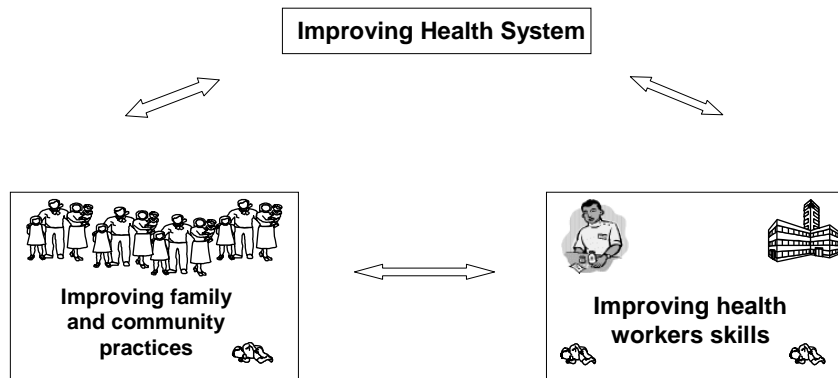 Improving Health System
Improving family
and community
practices
Improving health
workers skills